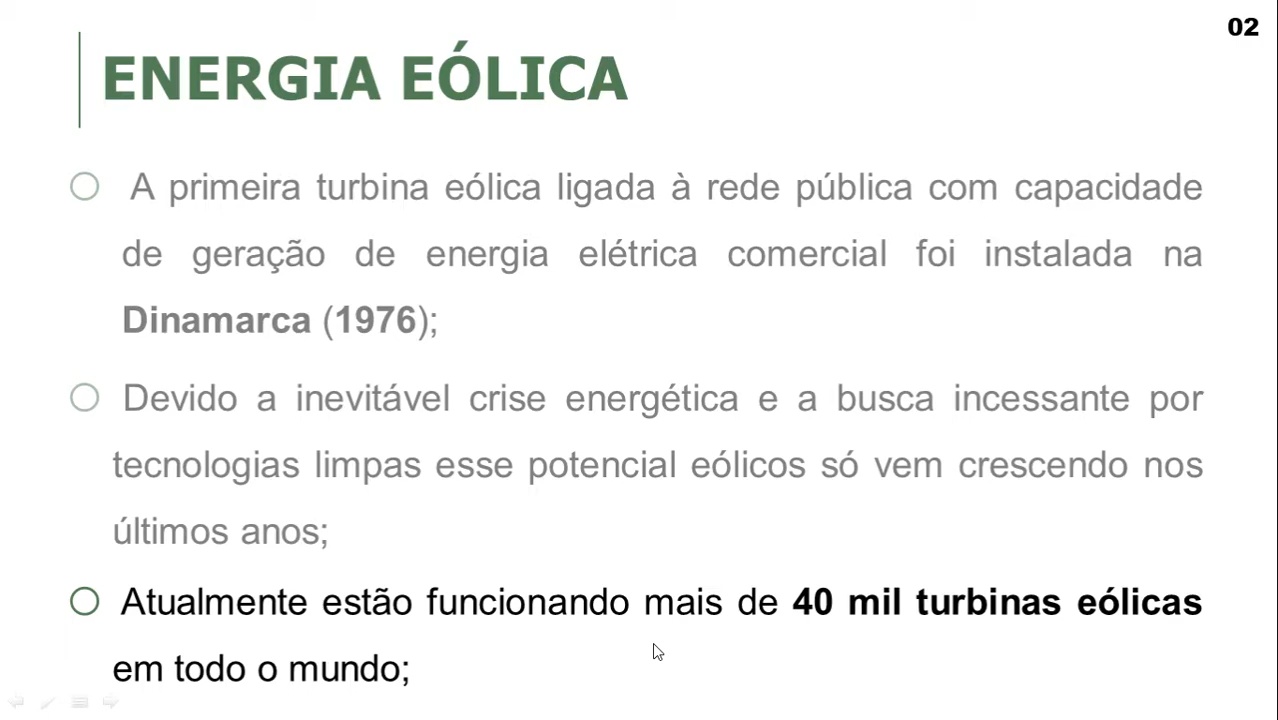 02
ENERGIA EÓLICA
A primeira turbina eólica ligada à rede pública com capacidade
de geração de energia elétrica comercial foi instalada na
Dinamarca (1976);
Devido a inevitável crise energética e a busca incessante por
tecnologias limpas esse potencial eólicos só vem crescendo nos
últimos anos;
Atualmente estão funcionando mais de 40 mil turbinas eólicas
em todo o mundo;